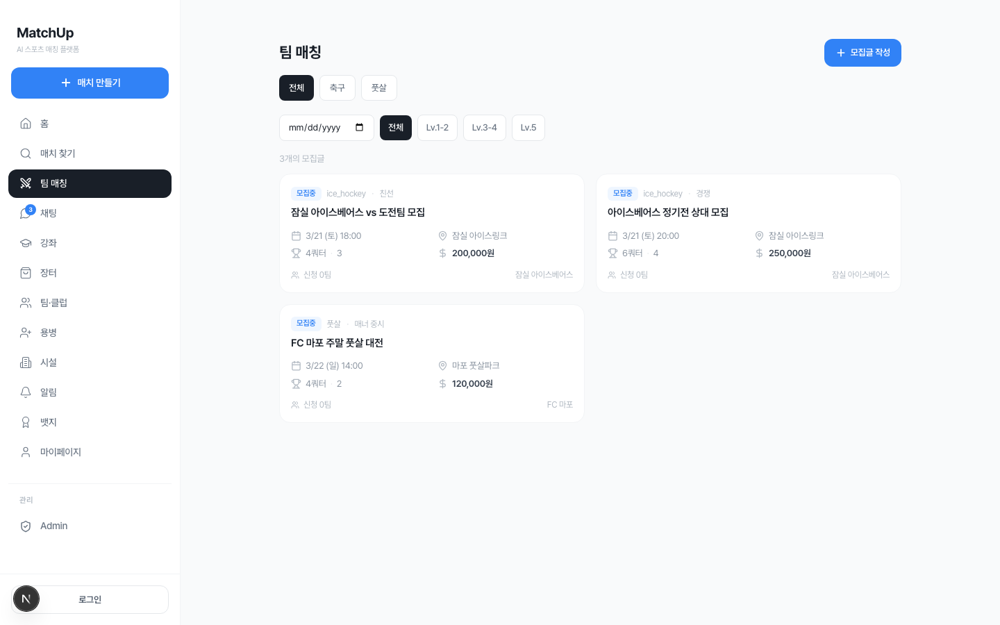 MatchUp
AI 스포츠 매칭 플랫폼
매치 만들기
홈
매치 찾기
팀 매칭
3
채팅
강좌
장터
팀·클럽
용병
시설
알림
뱃지
마이페이지
관리
Admin
N
로그인
팀 매칭
모집글 작성
전체 축구 풋살
mm/dd/yyyy 전체 Lv.1-2 Lv.3-4 Lv.5
3개의 모집글
모집중 ice_hockey · 친선
잠실 아이스베어스 vs 도전팀 모집
3/21 (토) 18:00 잠실 아이스링크
4쿼터 · 3 200,000원
신청 0팀 잠실 아이스베어스
모집중 ice_hockey · 경쟁
아이스베어스 정기전 상대 모집
3/21 (토) 20:00 잠실 아이스링크
6쿼터 · 4 250,000원
신청 0팀 잠실 아이스베어스
모집중 풋살 · 매너 중시
FC 마포 주말 풋살 대전
3/22 (일) 14:00 마포 풋살파크
4쿼터 · 2 120,000원
신청 0팀 FC 마포